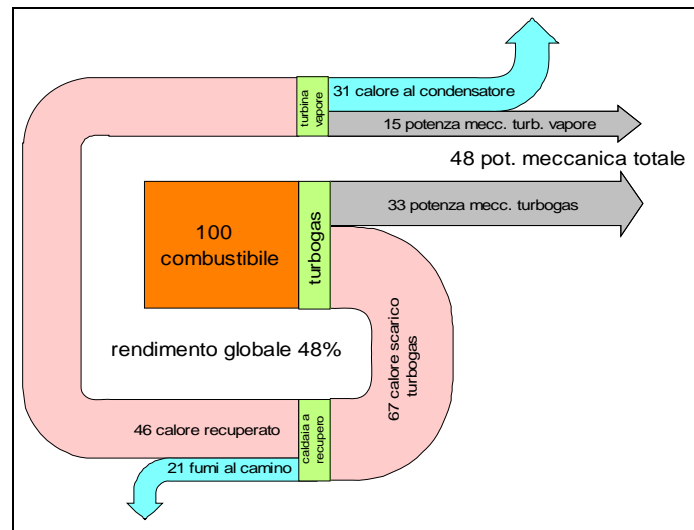 31 calore al condensatore
turbina
vapore
15 potenza mecc. turb. vapore
48 pot. meccanica totale
33 potenza mecc. turbogas
100
combustibile
turbogas
67 calore scarico
turbogas
rendimento globale 48%
46 calore recuperato
caldaia a
recupero
21 fumi al camino